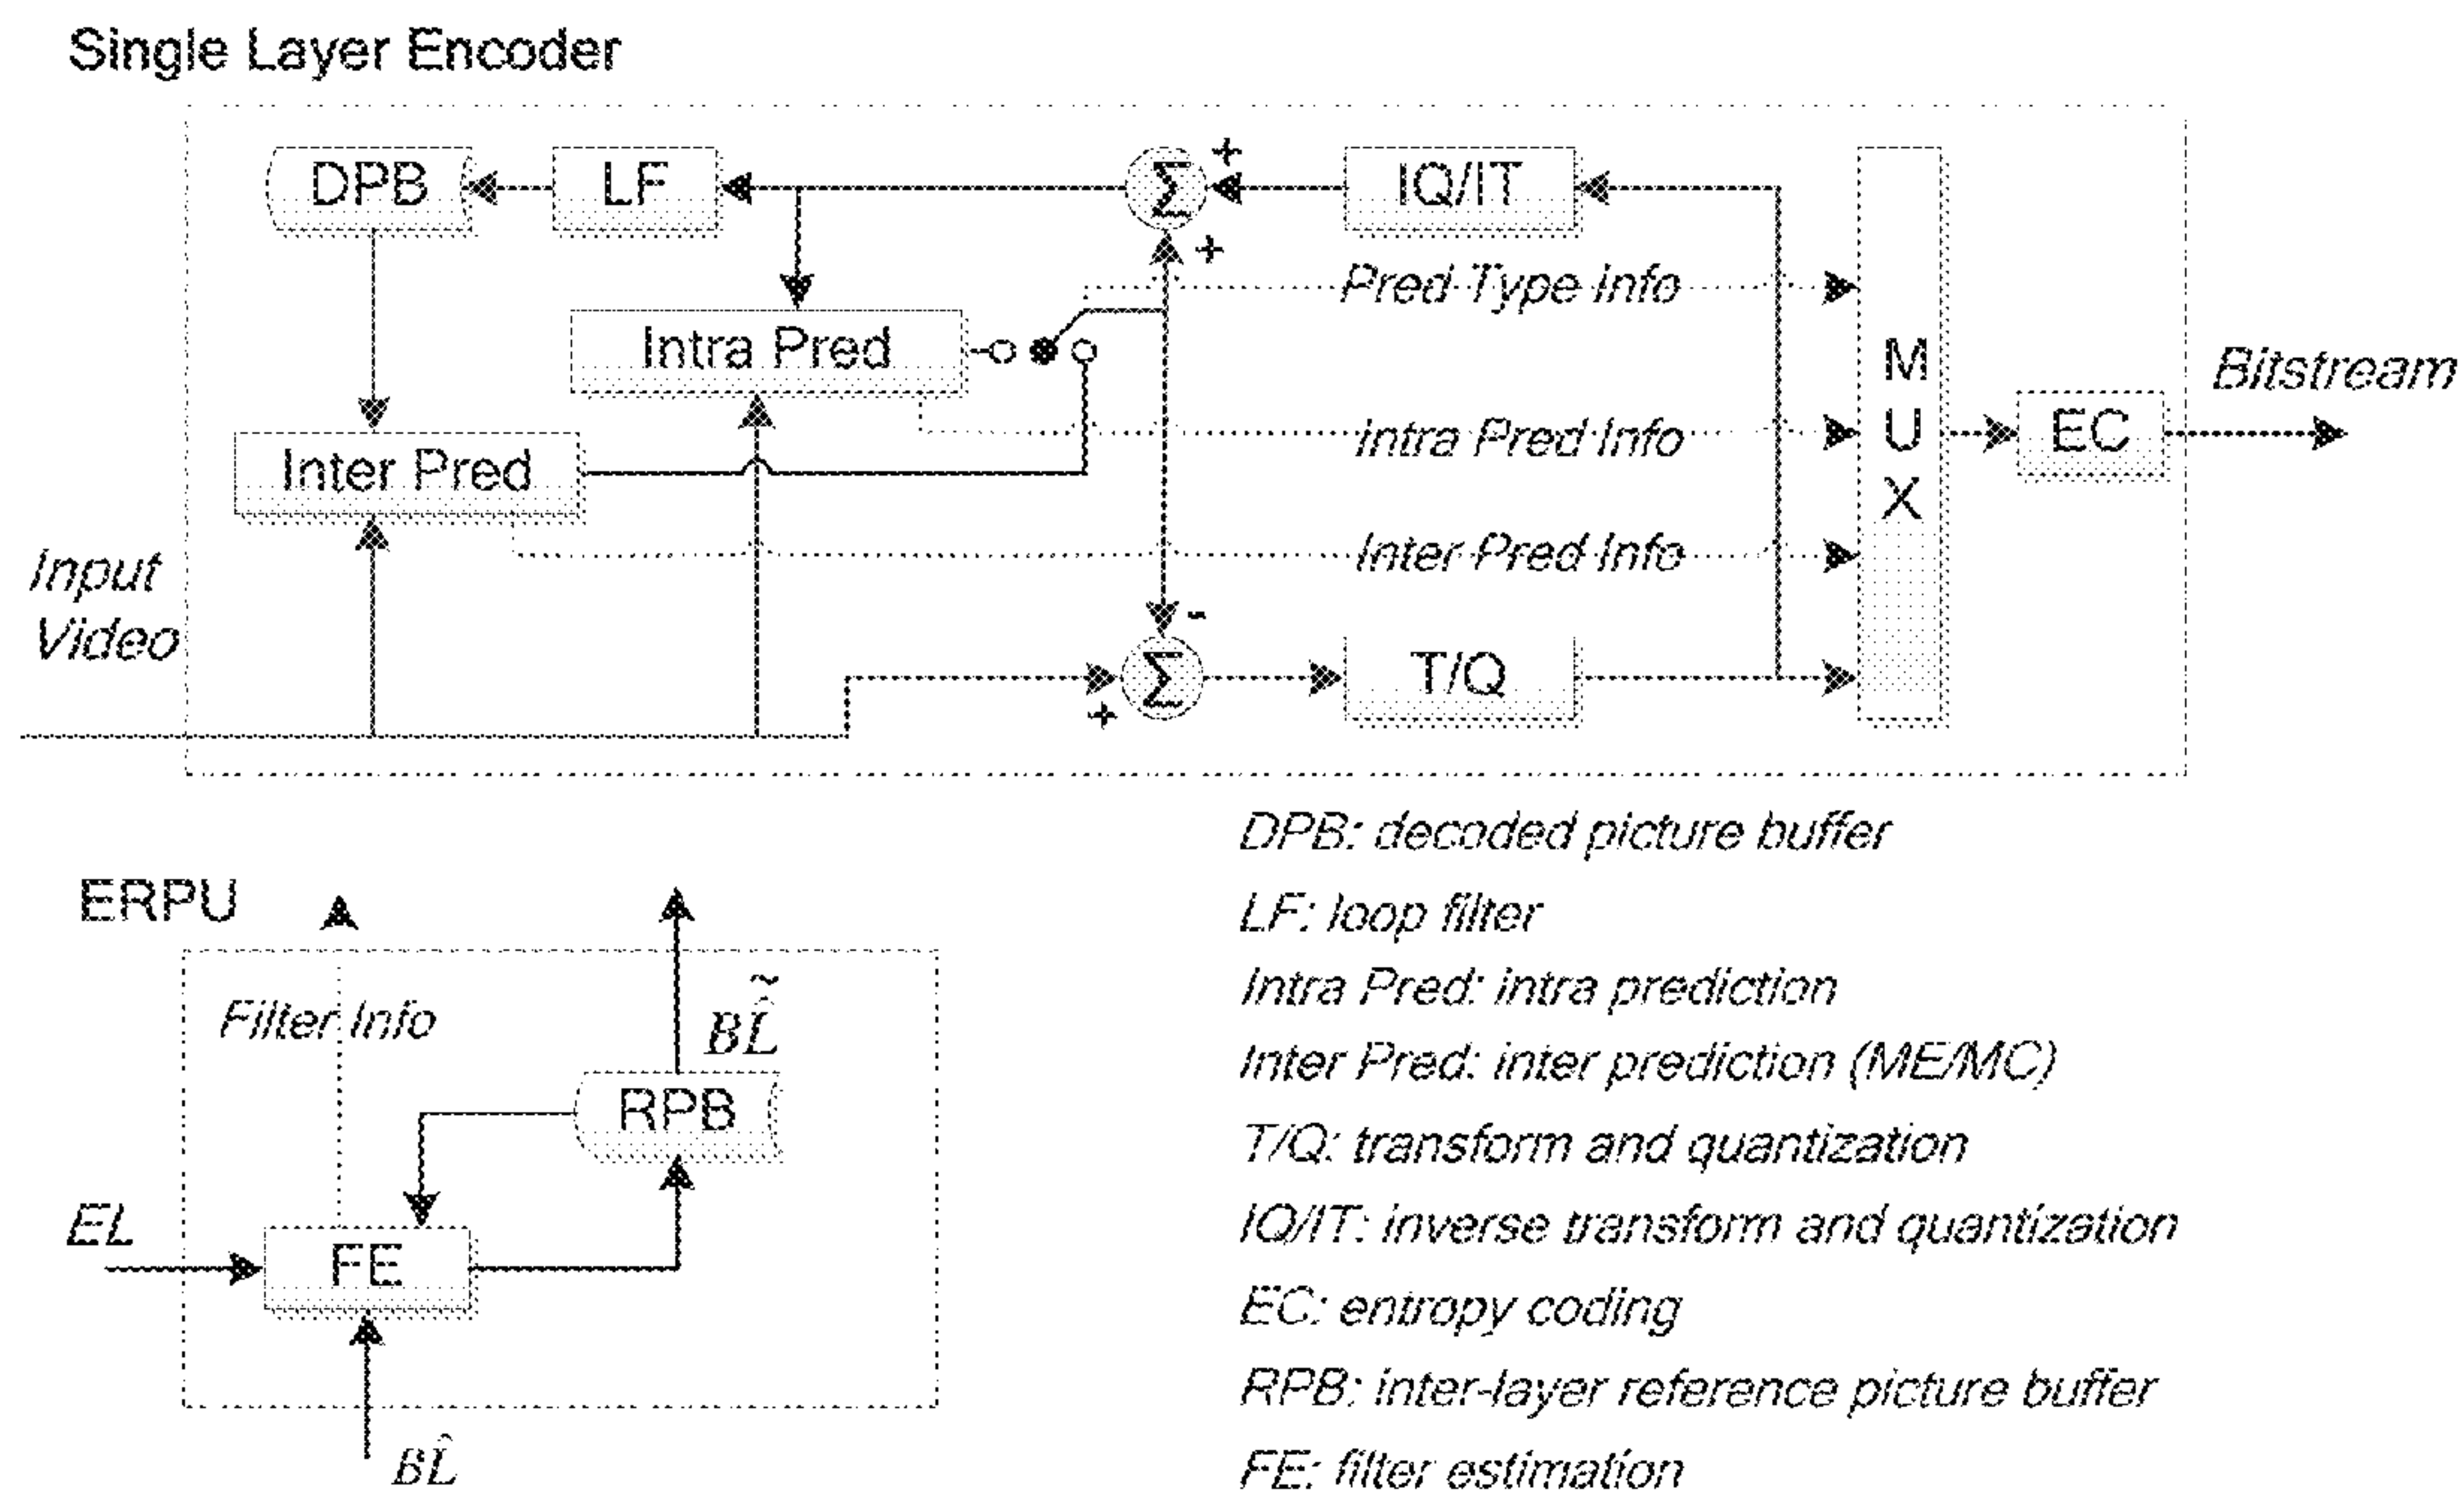 Single Layer Encoder
DPB
LF
Σ
+
+
IQ/IT
Pred Type Info
Intra Pred
M
U
X
Bitstream
Intra Pred Info
EC
Inter Pred
Inter Pred Info
Input
Video
-
Σ
+
T/Q
DPB: decoded picture buffer
LF: loop filter
Intra Pred: intra prediction
Inter Pred: inter prediction (ME/MC)
T/Q: transform and quantization
IQ/IT: inverse transform and quantization
EC: entropy coding
RPB: inter-layer reference picture buffer
FE: filter estimation
ERPU
Filter Info
BL̂̃
RPB
EL
FE
BL̂